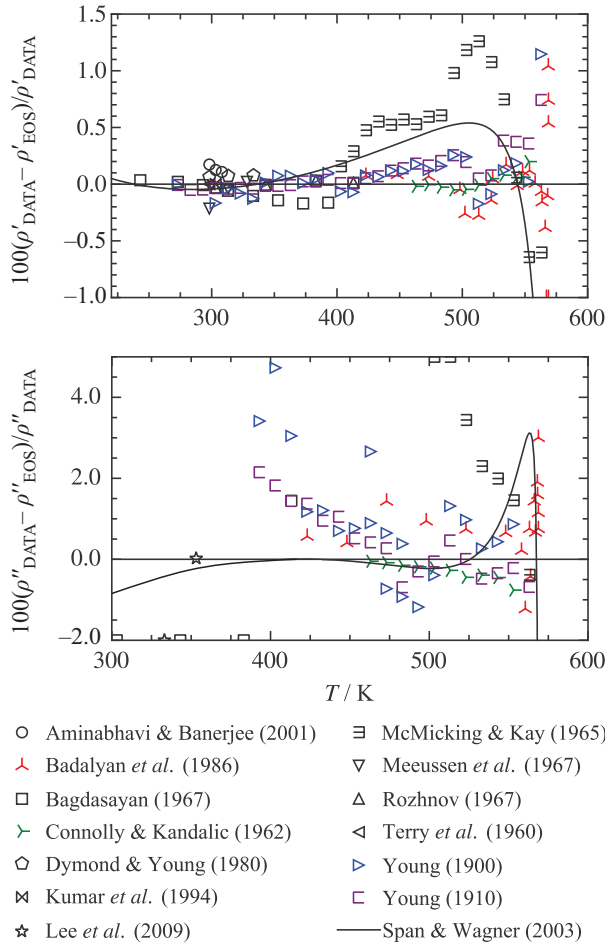 1.5
1.0
0.5
0.0
-0.5
-1.0
100(ρ′DATA− ρ′EOS)/ρ′DATA
300 400 500 600
4.0
2.0
0.0
-2.0
100(ρ″DATA− ρ″EOS)/ρ″DATA
300 400 500 600
T / K
Aminabhavi & Banerjee (2001)
Badalyan et al. (1986)
Bagdasayan (1967)
Connolly & Kandalic (1962)
Dymond & Young (1980)
Kumar et al. (1994)
Lee et al. (2009)
McMicking & Kay (1965)
Meeussen et al. (1967)
Rozhnov (1967)
Terry et al. (1960)
Young (1900)
Young (1910)
Span & Wagner (2003)